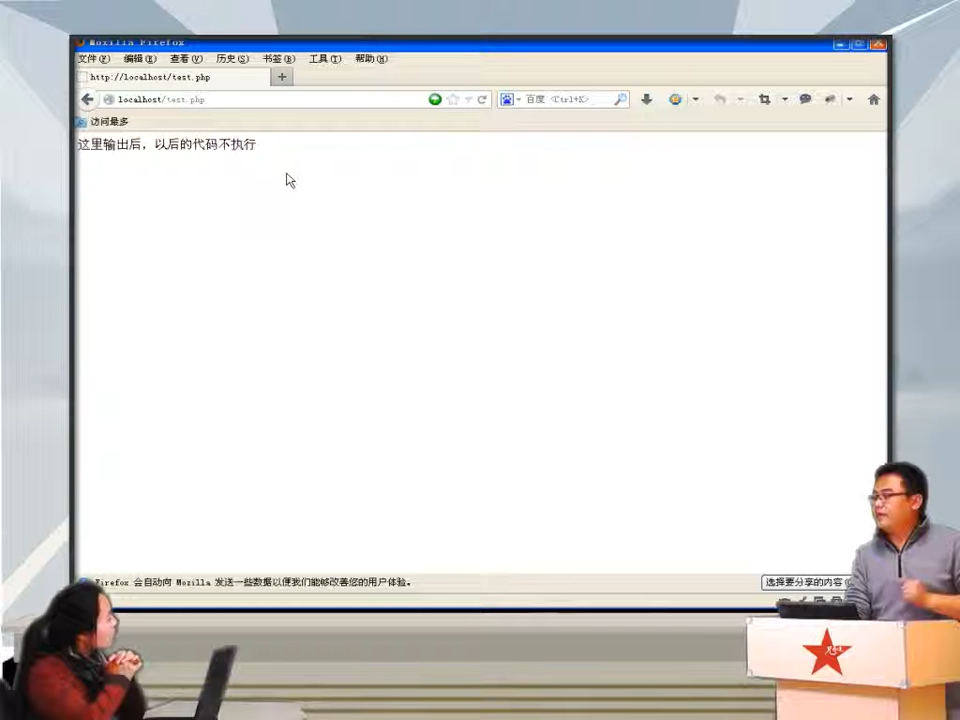 Mozilla Firefox
文件(F) 编辑(E) 查看(V) 历史(S) 书签(B) 工具(T) 帮助(H)
http://localhost/test.php
localhost/test.php
百度 <Ctrl+K>
访问最多
这里输出后，以后的代码不执行
Firefox 会自动向 Mozilla 发送一些数据以便我们能够改善您的用户体验。
选择要分享的内容(